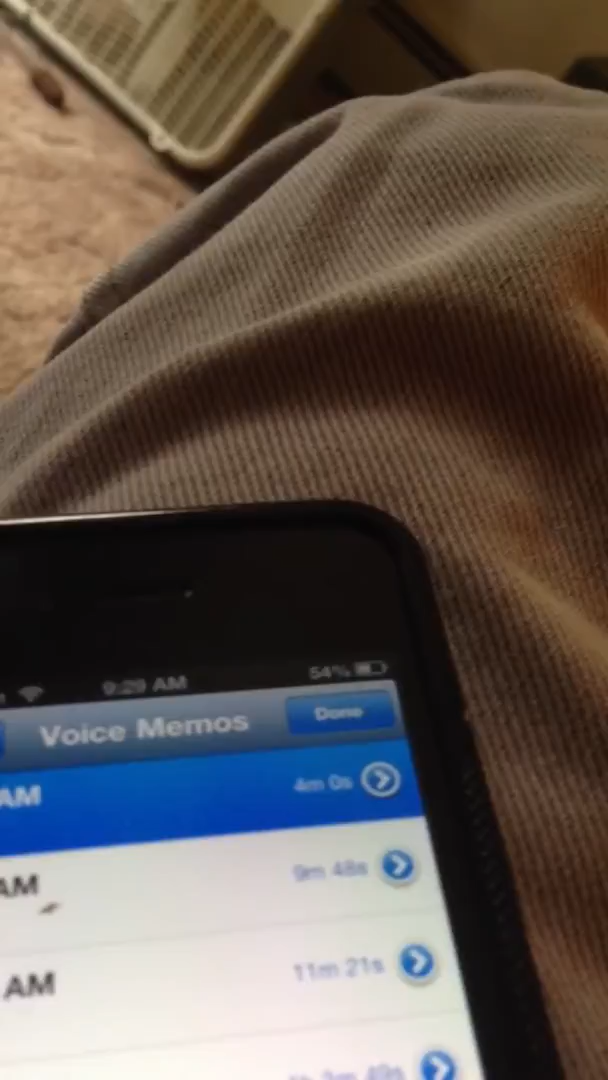 9:29 AM 54%
Voice Memos Done
AM 4m 0s
AM 9m 48s
AM 11m 21s